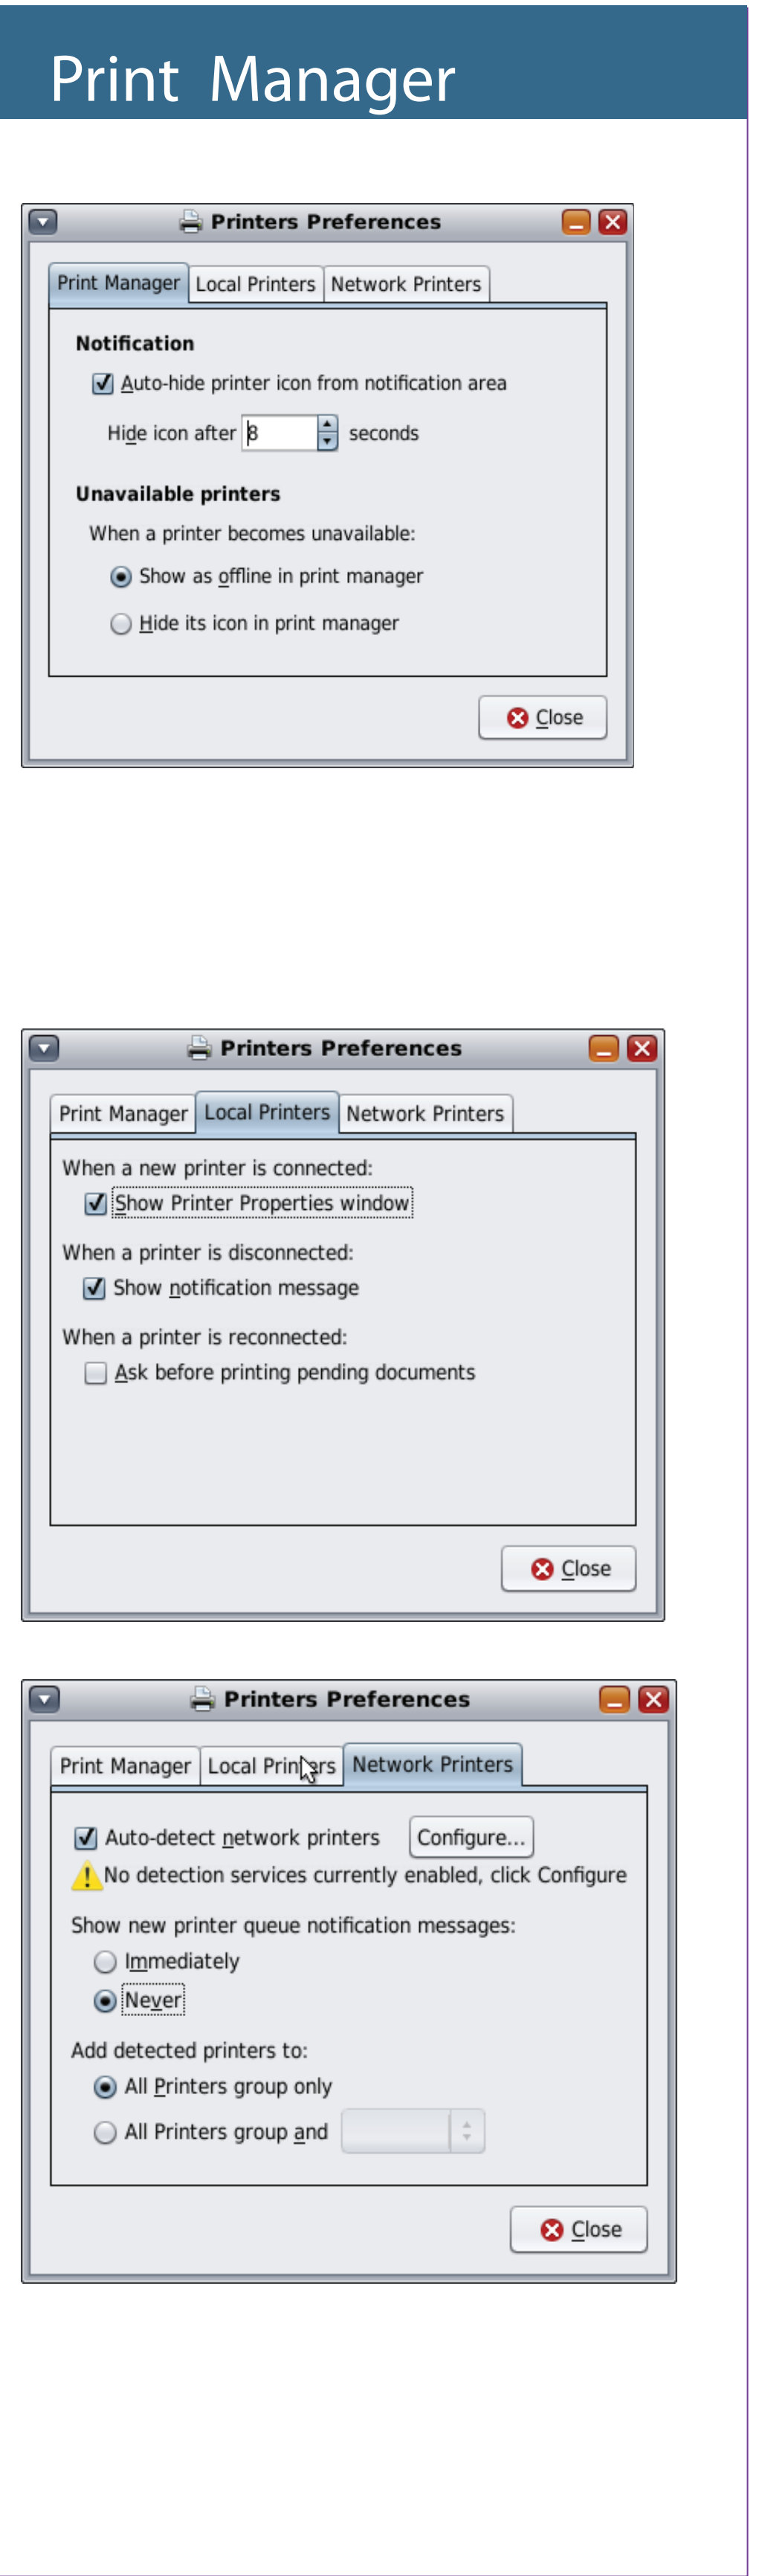 Print Manager
Printers Preferences
Print Manager Local Printers Network Printers
Notification
Auto-hide printer icon from notification area
Hide icon after 8 seconds
Unavailable printers
When a printer becomes unavailable:
Show as offline in print manager
Hide its icon in print manager
Close
Printers Preferences
Print Manager Local Printers Network Printers
When a new printer is connected:
Show Printer Properties window
When a printer is disconnected:
Show notification message
When a printer is reconnected:
Ask before printing pending documents
Close
Printers Preferences
Print Manager Local Printers Network Printers
Auto-detect network printers Configure...
No detection services currently enabled, click Configure
Show new printer queue notification messages:
Immediately
Never
Add detected printers to:
All Printers group only
All Printers group and
Close